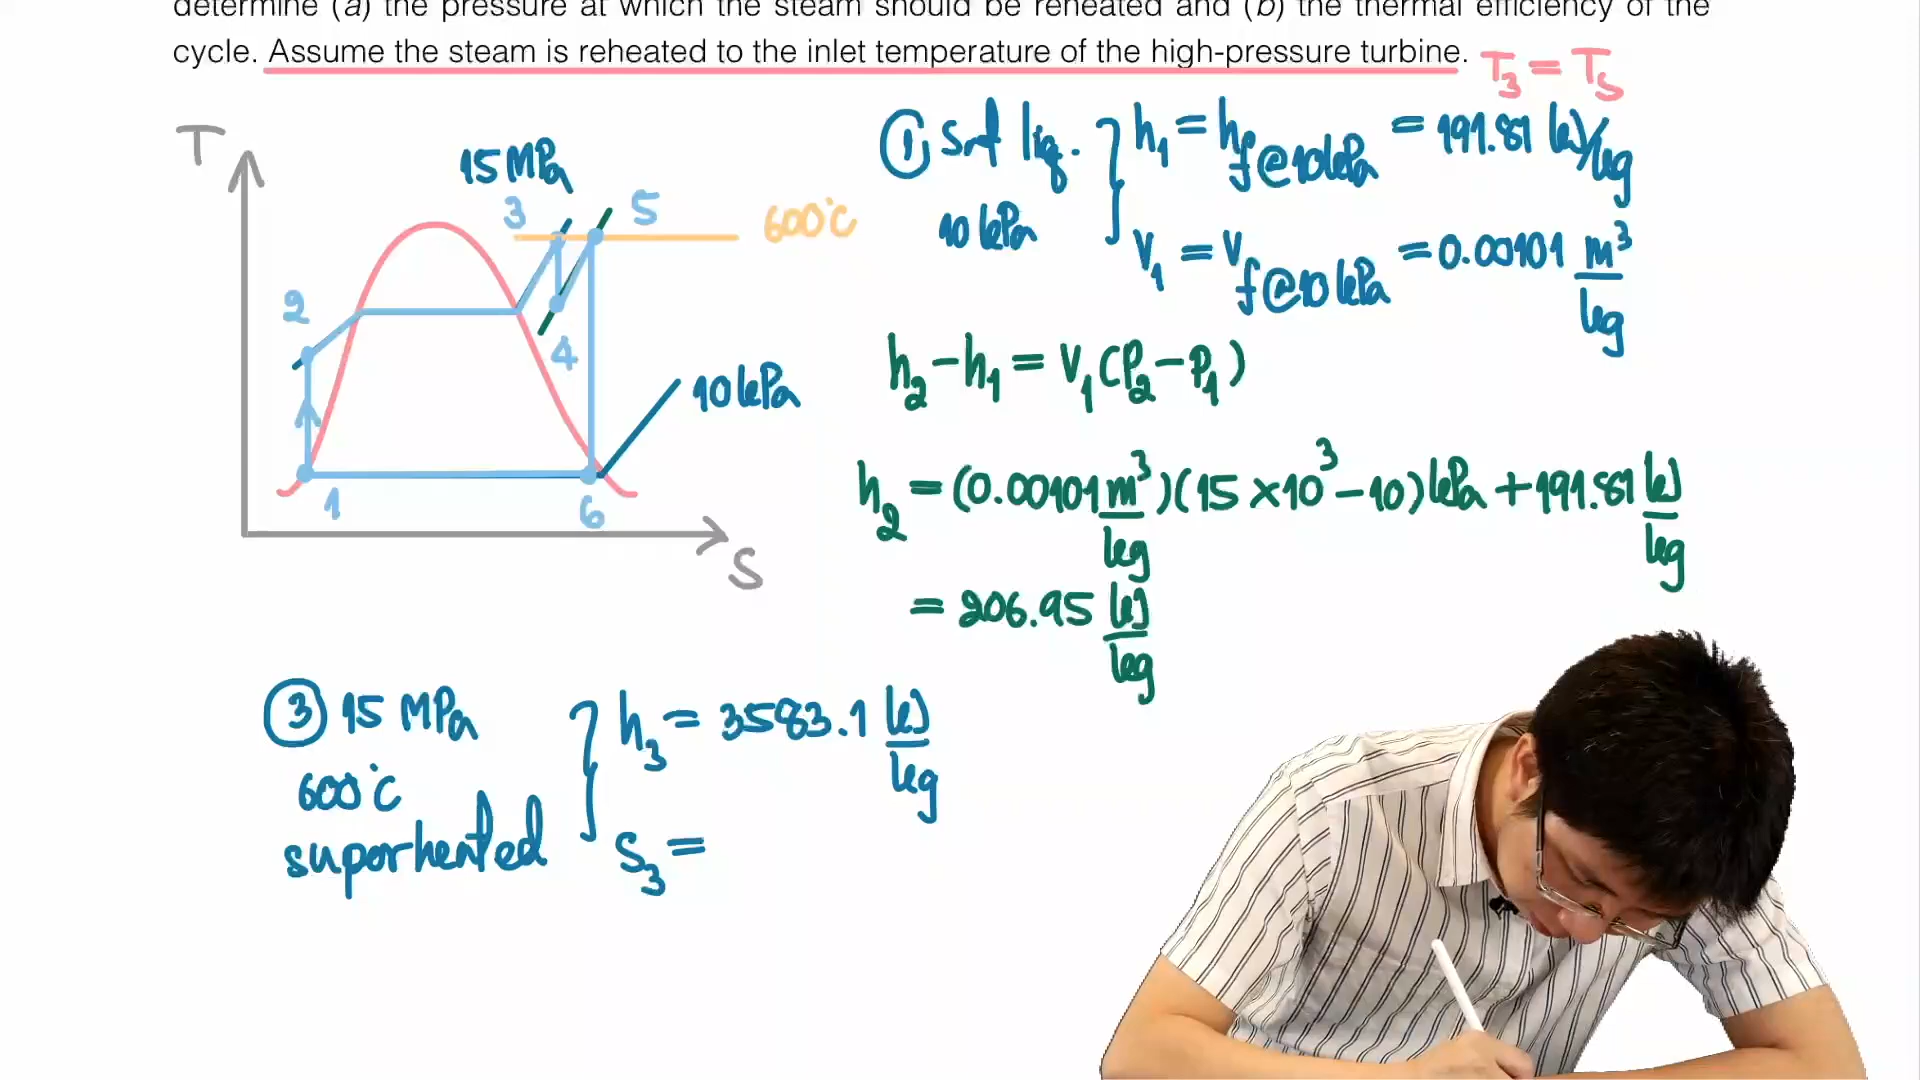 determine (a) the pressure at which the steam should be reheated and (b) the thermal efficiency of the
cycle. Assume the steam is reheated to the inlet temperature of the high-pressure turbine. T3 = T5
T
15 MPa
3
5
600°C
2
4
10 kPa
1
6
S
① sat liq. } h1 = hf@10kPa = 191.81 kJ/kg
10 kPa
v1 = vf@10kPa = 0.00101 m³/kg
h2 - h1 = v1(P2 - P1)
h2 = (0.00101 m³/kg)(15 × 10³ - 10) kPa + 191.81 kJ/kg
= 206.95 kJ/kg
③ 15 MPa } h3 = 3583.1 kJ/kg
600°C
superheated
s3 =